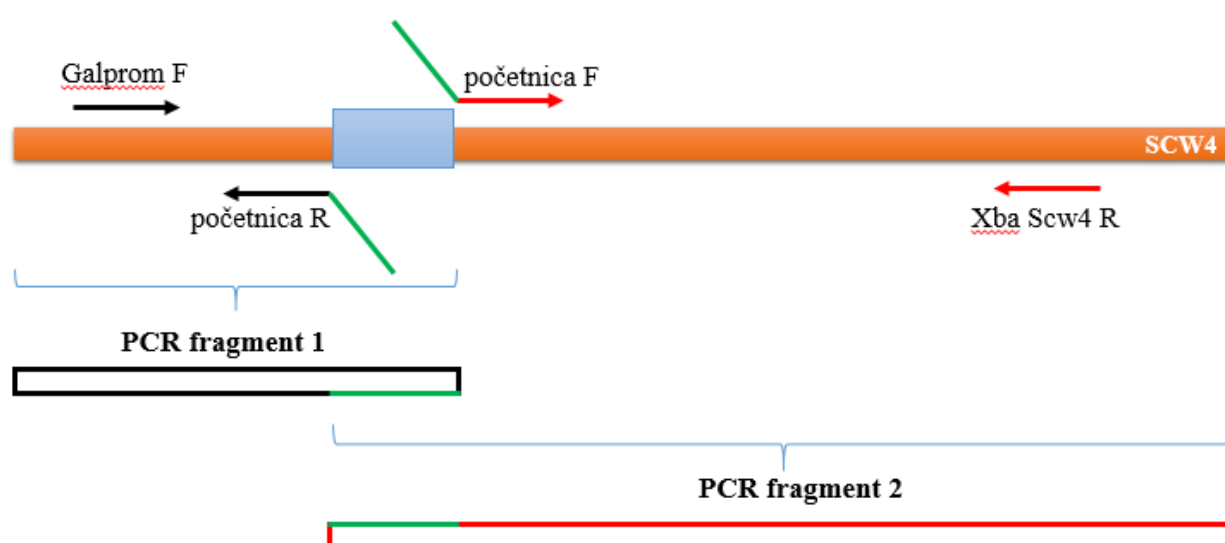 Galprom F
početnica F
SCW4
početnica R
Xba Scw4 R
PCR fragment 1
PCR fragment 2